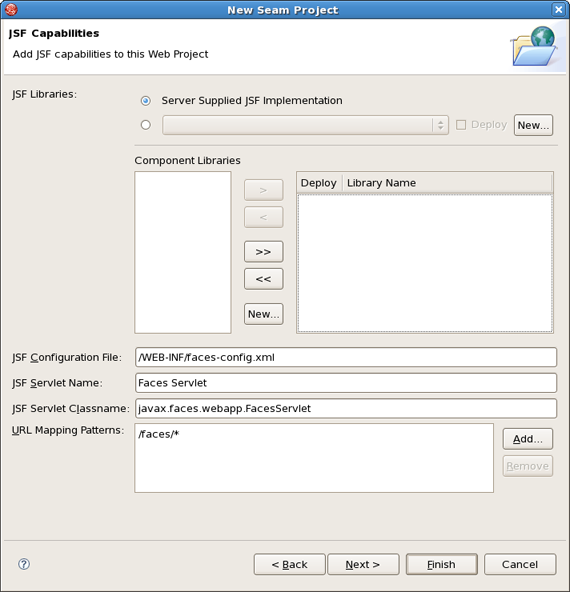 New Seam Project
JSF Capabilities
Add JSF capabilities to this Web Project
JSF Libraries:
Server Supplied JSF Implementation
Deploy
New...
Component Libraries
>
<
>>
<<
New...
Deploy Library Name
JSF Configuration File: /WEB-INF/faces-config.xml
JSF Servlet Name: Faces Servlet
JSF Servlet Classname: javax.faces.webapp.FacesServlet
URL Mapping Patterns: /faces/*
Add...
Remove
? < Back Next > Finish Cancel